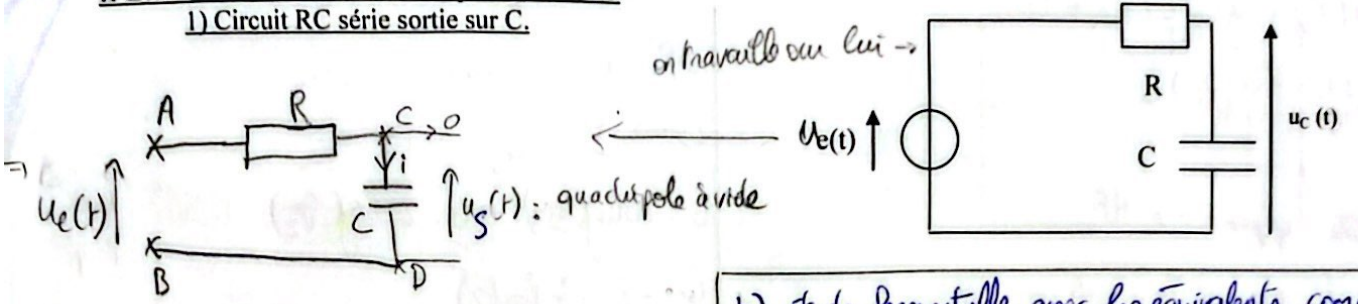 1) Circuit RC série sortie sur C.
on travaille sur lui →
A
R
C
0
R
i
ue(t)
C
us(t) : quadripole à vide
Ue(t)
C
uc (t)
B
D